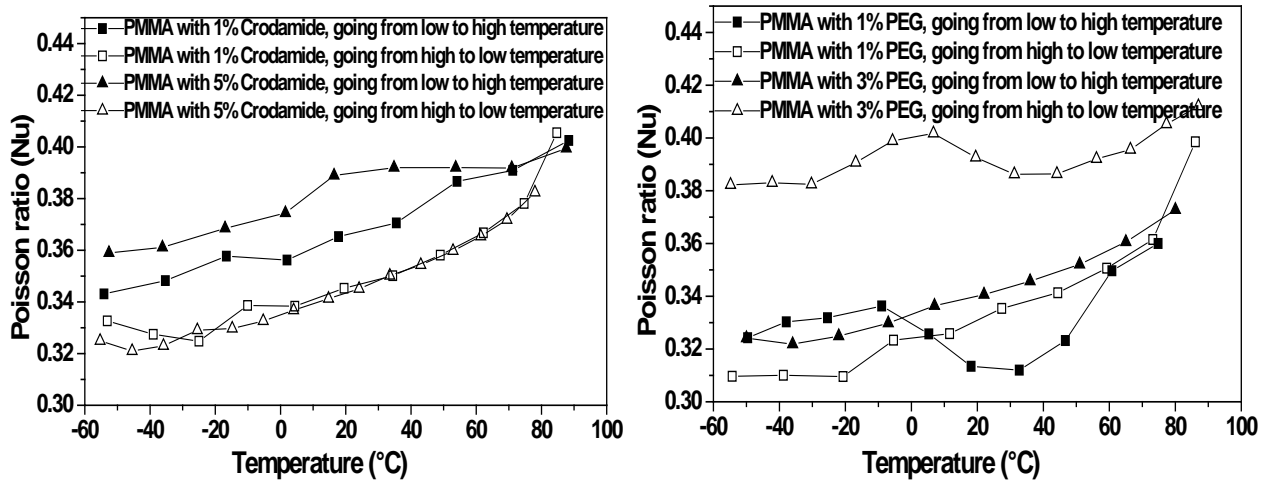 PMMA with 1% Crodamide, going from low to high temperature
PMMA with 1% Crodamide, going from high to low temperature
PMMA with 5% Crodamide, going from low to high temperature
PMMA with 5% Crodamide, going from high to low temperature
0.44
0.42
0.40
0.38
0.36
0.34
0.32
0.30
Poisson ratio (Nu)
-60 -40 -20 0 20 40 60 80 100
Temperature (°C)
PMMA with 1% PEG, going from low to high temperature
PMMA with 1% PEG, going from high to low temperature
PMMA with 3% PEG, going from low to high temperature
PMMA with 3% PEG, going from high to low temperature
0.44
0.42
0.40
0.38
0.36
0.34
0.32
0.30
Poisson ratio (Nu)
-60 -40 -20 0 20 40 60 80 100
Temperature (°C)